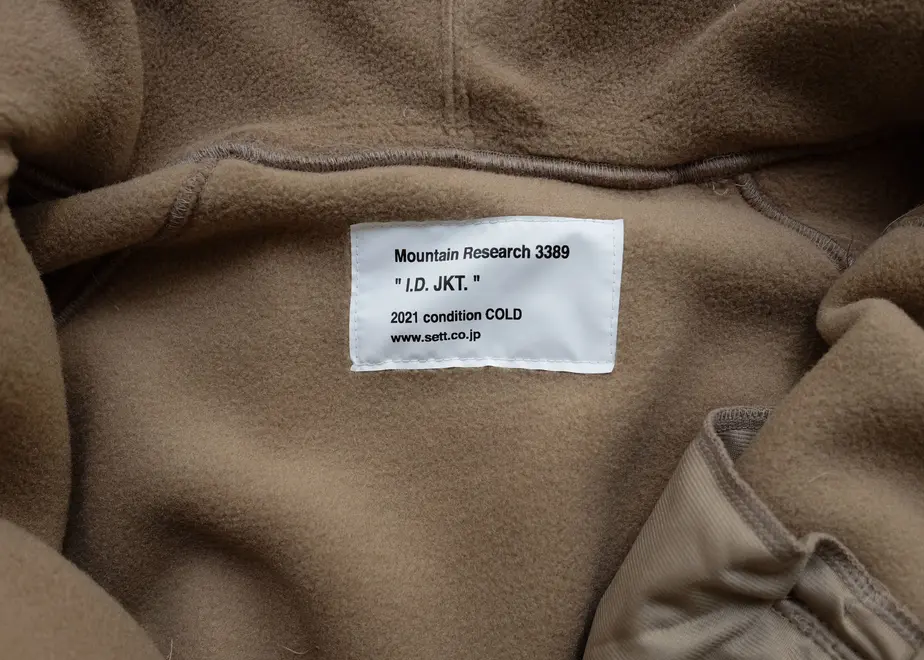 Mountain Research 3389
" I.D. JKT. "
2021 condition COLD
www.sett.co.jp